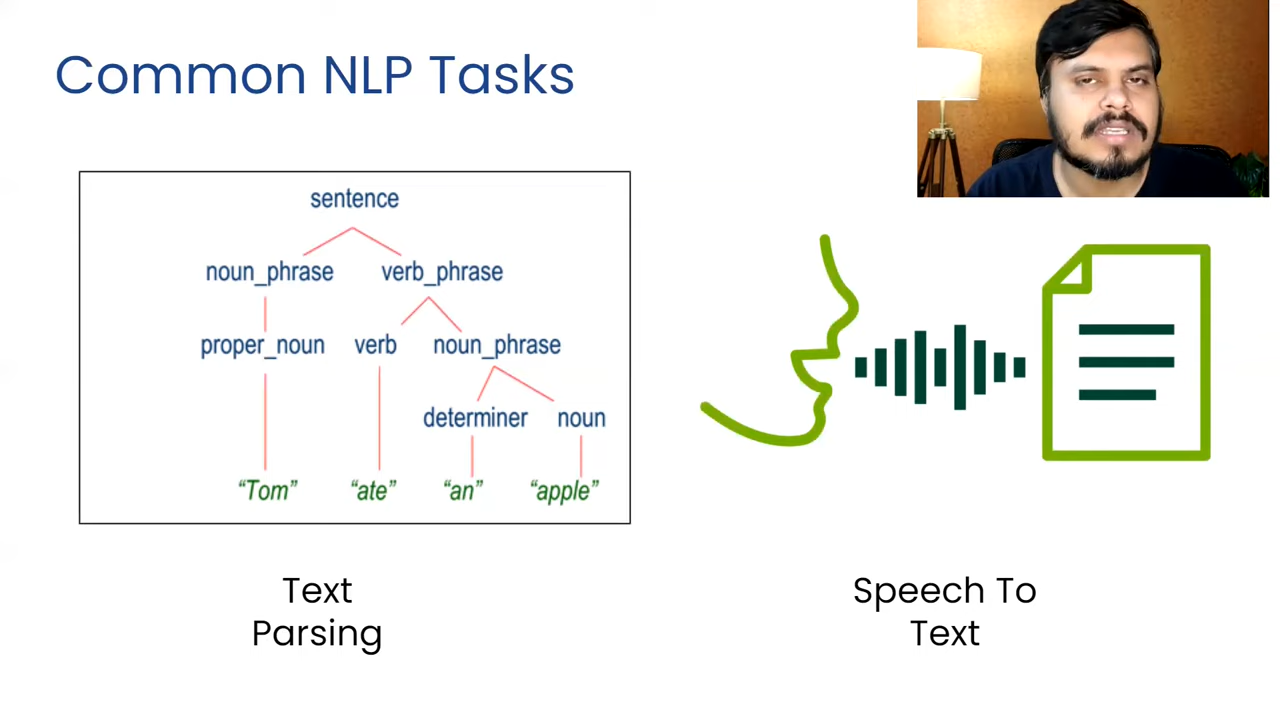 Common NLP Tasks
sentence
noun_phrase verb_phrase
proper_noun verb noun_phrase
determiner noun
“Tom” “ate” “an” “apple”
Text
Parsing
Speech To
Text